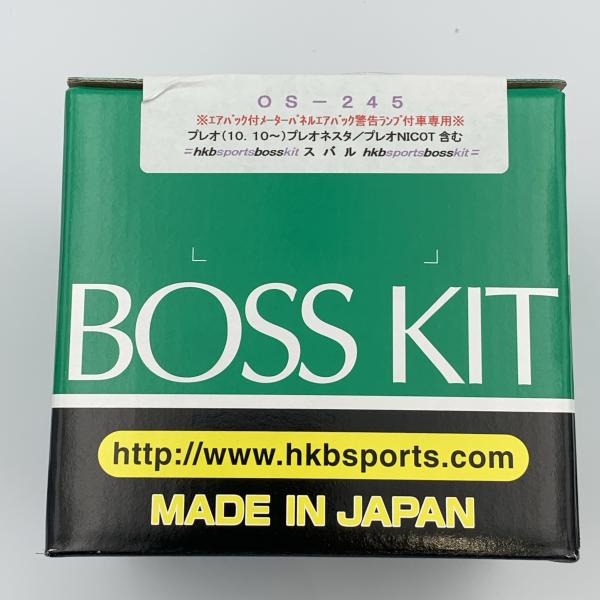 OS-245
※エアバック付メーターパネルエアバック警告ランプ付車専用※
プレオ(10.10～)プレオネスタ/プレオNICOT 含む
=hkbsportsbosskit スバル hkbsportsbosskit=
BOSS KIT
http://www.hkbsports.com
MADE IN JAPAN